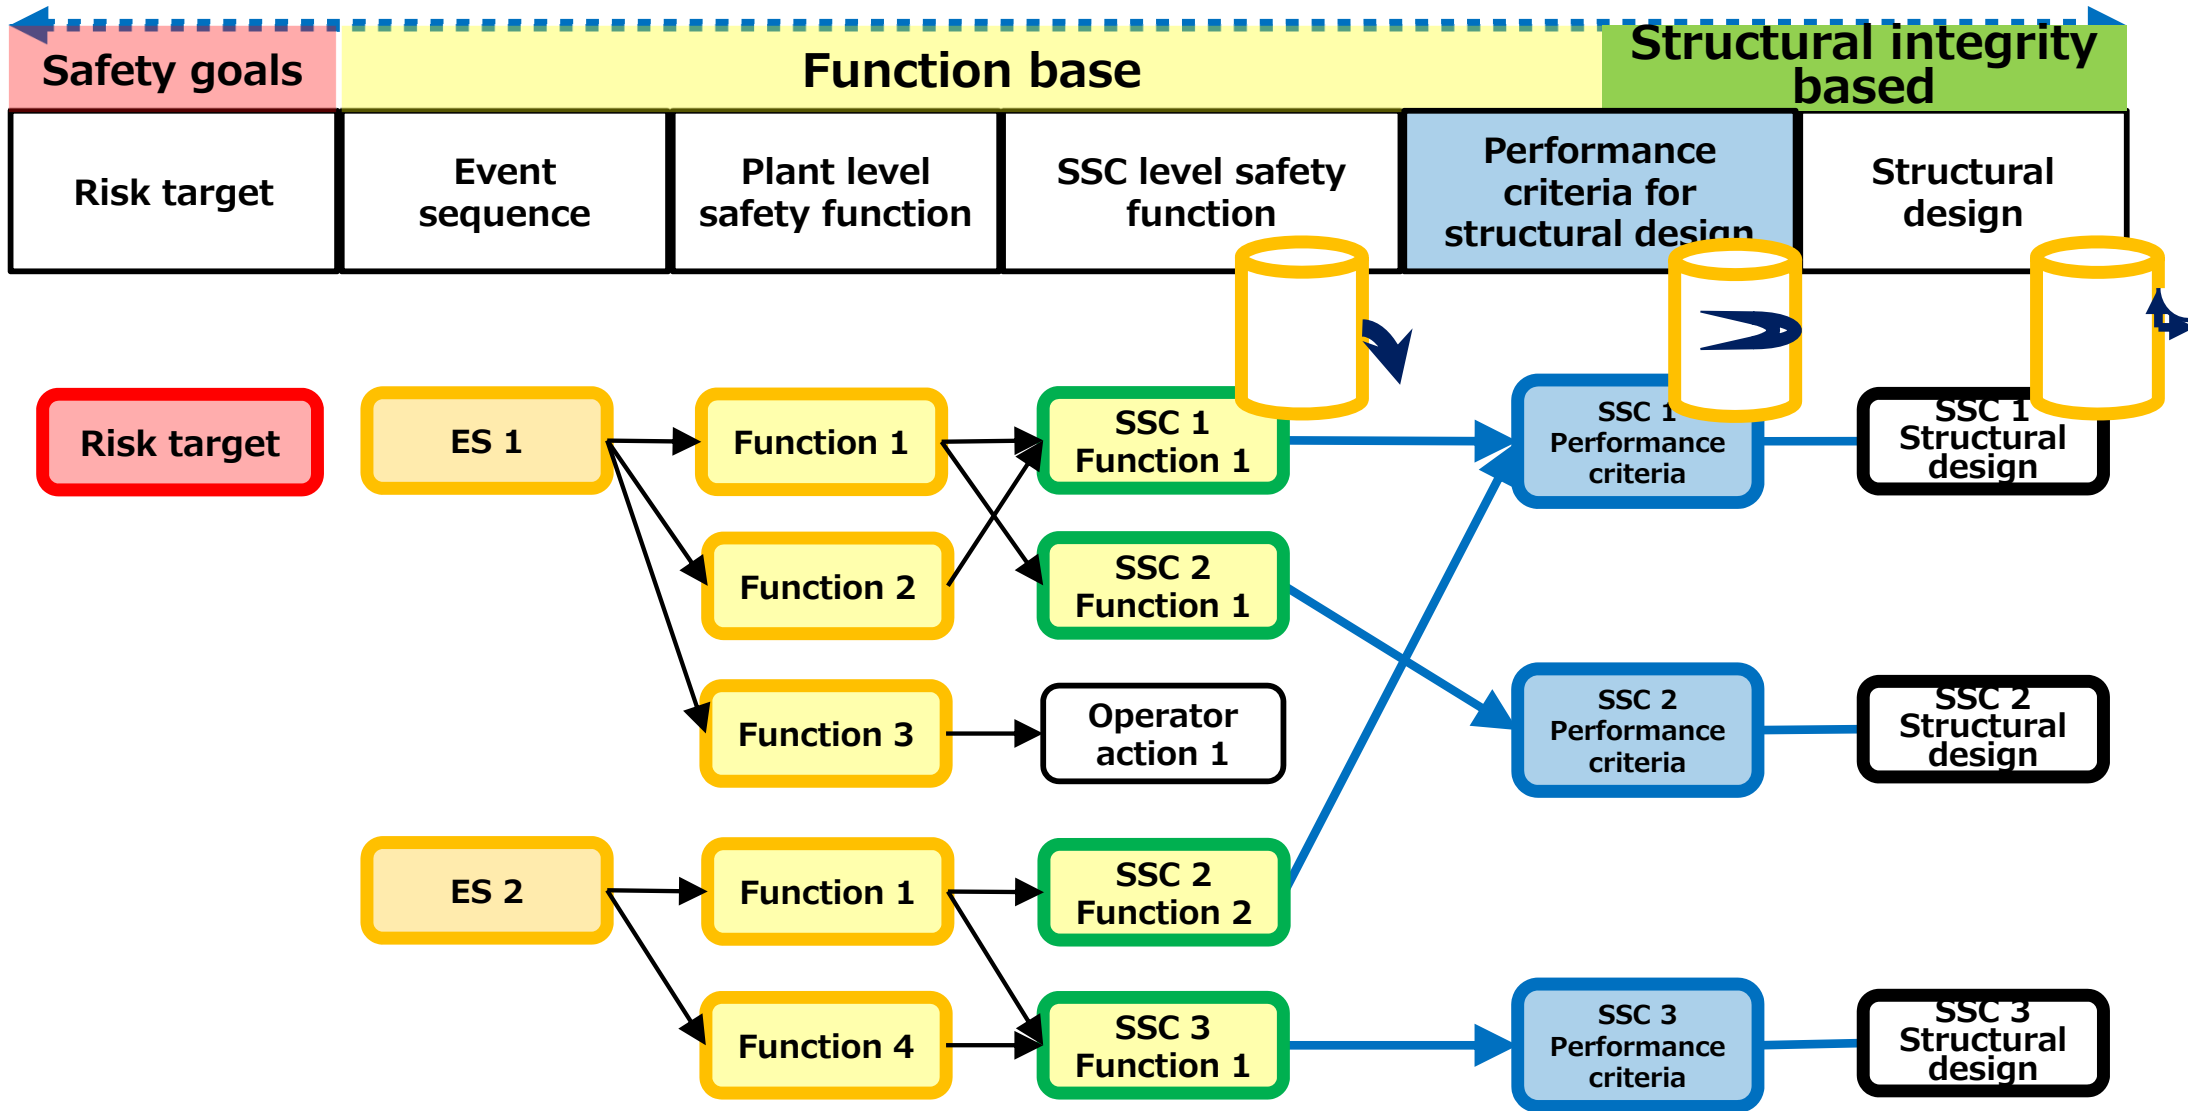 Safety goals
Function base
Structural integrity
based
Risk target
Event
sequence
Plant level
safety function
SSC level safety
function
Performance
criteria for
structural design
Structural
design
Risk target
ES 1
Function 1
SSC 1
Function 1
SSC 1
Performance
criteria
SSC 1
Structural
design
Function 2
SSC 2
Function 1
Function 3
Operator
action 1
SSC 2
Performance
criteria
SSC 2
Structural
design
ES 2
Function 1
SSC 2
Function 2
Function 4
SSC 3
Function 1
SSC 3
Performance
criteria
SSC 3
Structural
design